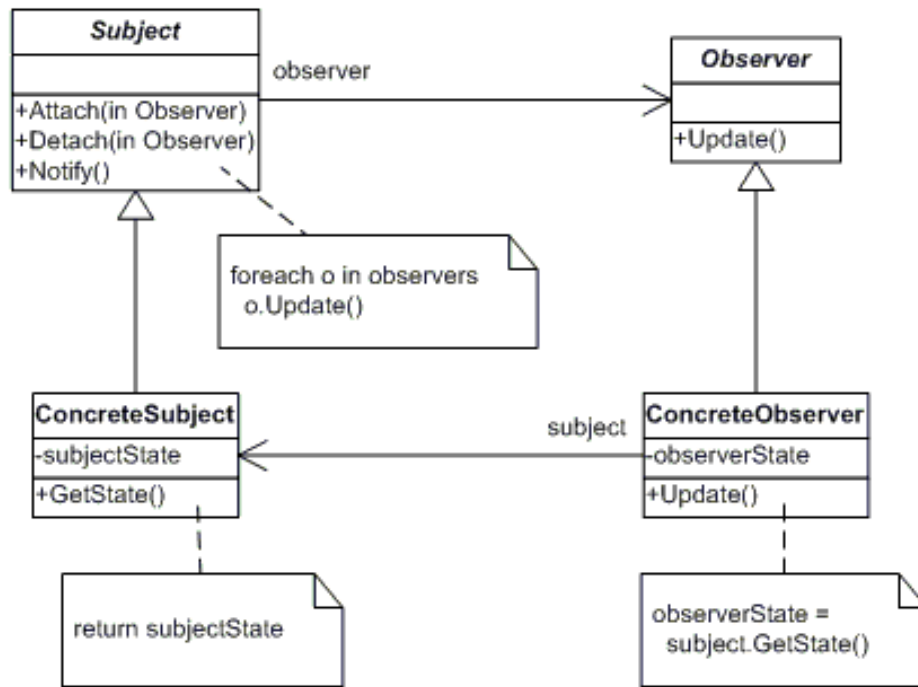 Subject
+Attach(in Observer)
+Detach(in Observer)
+Notify()
observer
Observer
+Update()
foreach o in observers
o.Update()
ConcreteSubject
-subjectState
+GetState()
subject
ConcreteObserver
-observerState
+Update()
return subjectState
observerState =
subject.GetState()